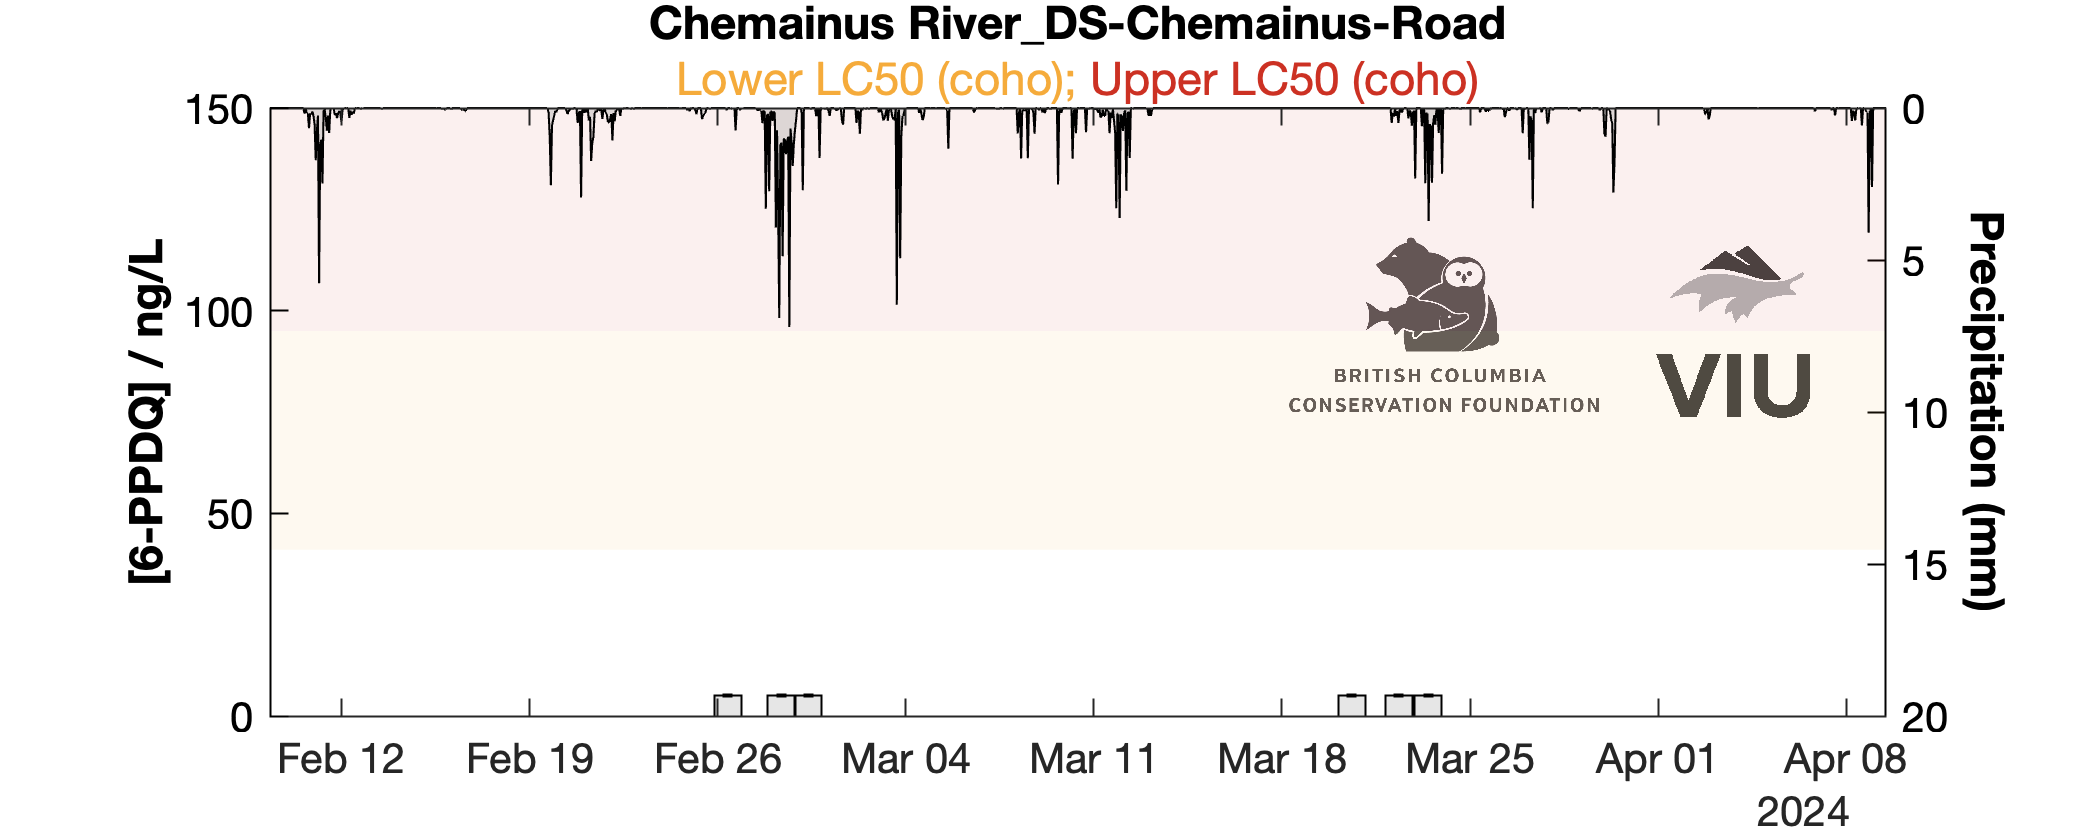 Chemainus River_DS-Chemainus-Road
Lower LC50 (coho); Upper LC50 (coho)
150
100
50
0
[6-PPDQ] / ng/L
0
5
10
15
20
Precipitation (mm)
BRITISH COLUMBIA
CONSERVATION FOUNDATION
VIU
Feb 12 Feb 19 Feb 26 Mar 04 Mar 11 Mar 18 Mar 25 Apr 01 Apr 08
2024